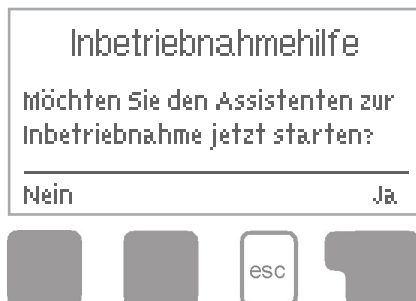 Inbetriebnahmehilfe
Möchten Sie den Assistenten zur
Inbetriebnahme jetzt starten?
Nein Ja
esc